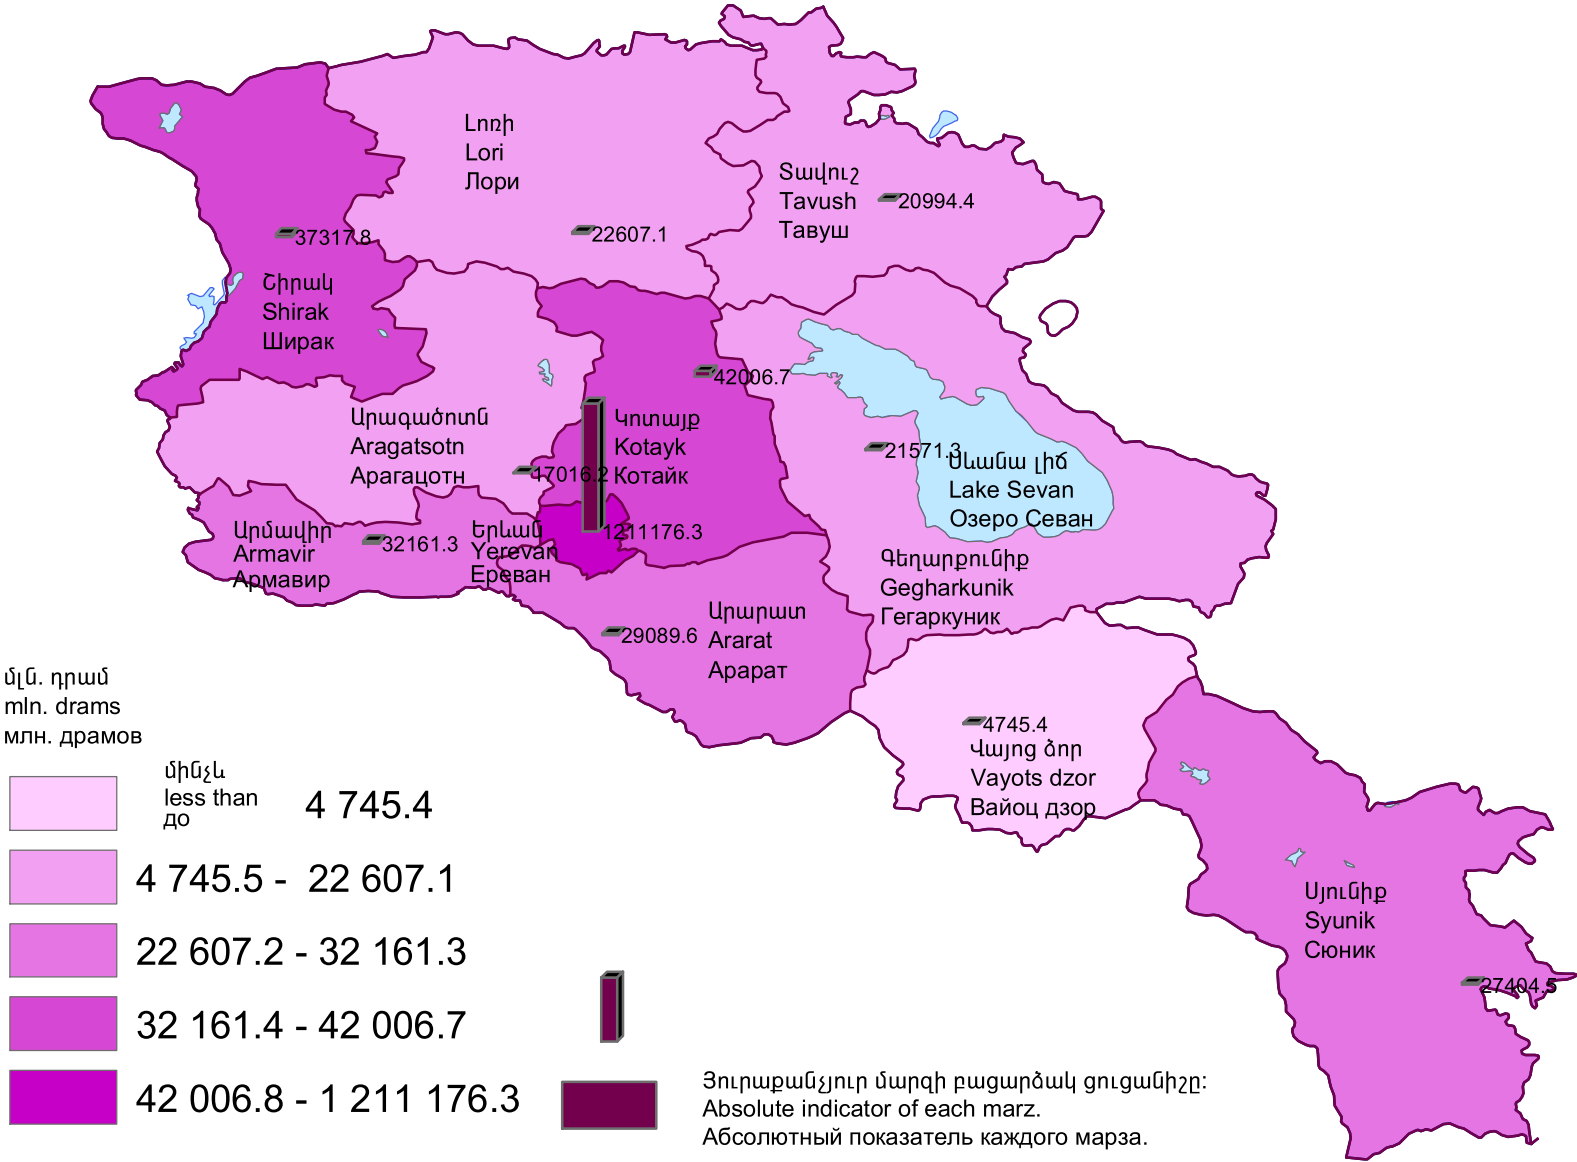 Լոռի
Lori
Лори
Տավուշ
Tavush
Тавуш
20994.4
37317.8
22607.1
Շիրակ
Shirak
Ширак
42006.7
Արագածոտն
Aragatsotn
Арагацотн
17016.2
Կոտայք
Kotayk
Котайк
21571.3
Սևանա լիճ
Lake Sevan
Озеро Севан
Արմավիր
Armavir
Армавир
32161.3
Երևան
Yerevan
Ереван
1211176.3
Գեղարքունիք
Gegharkunik
Гегаркуник
29089.6
Արարատ
Ararat
Арарат
4745.4
Վայոց ձոր
Vayots dzor
Вайоц дзор
Սյունիք
Syunik
Сюник
27404.5
մլն. դրամ
mln. drams
млн. драмов
մինչև
less than
до
4 745.4
4 745.5 - 22 607.1
22 607.2 - 32 161.3
32 161.4 - 42 006.7
42 006.8 - 1 211 176.3
Յուրաքանչյուր մարզի բացարձակ ցուցանիշը:
Absolute indicator of each marz.
Абсолютный показатель каждого марза.